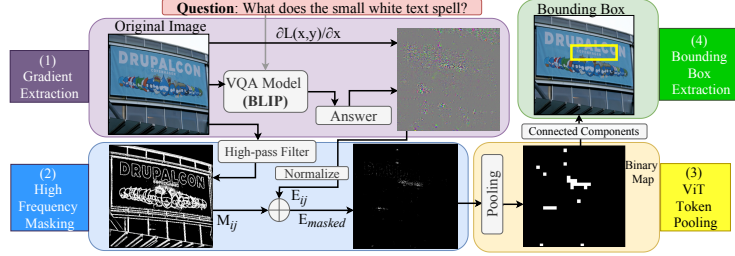 Question: What does the small white text spell?
Original Image
∂L(x,y)/∂x
Bounding Box
(1)
Gradient
Extraction
DRUPALCON
VQA Model
(BLIP)
Answer
DRUPALCON
(4)
Bounding
Box
Extraction
High-pass Filter
Connected Components
(2)
High
Frequency
Masking
DRUPALCON
Normalize
E_ij
M_ij
E_masked
Pooling
Binary
Map
(3)
ViT
Token
Pooling